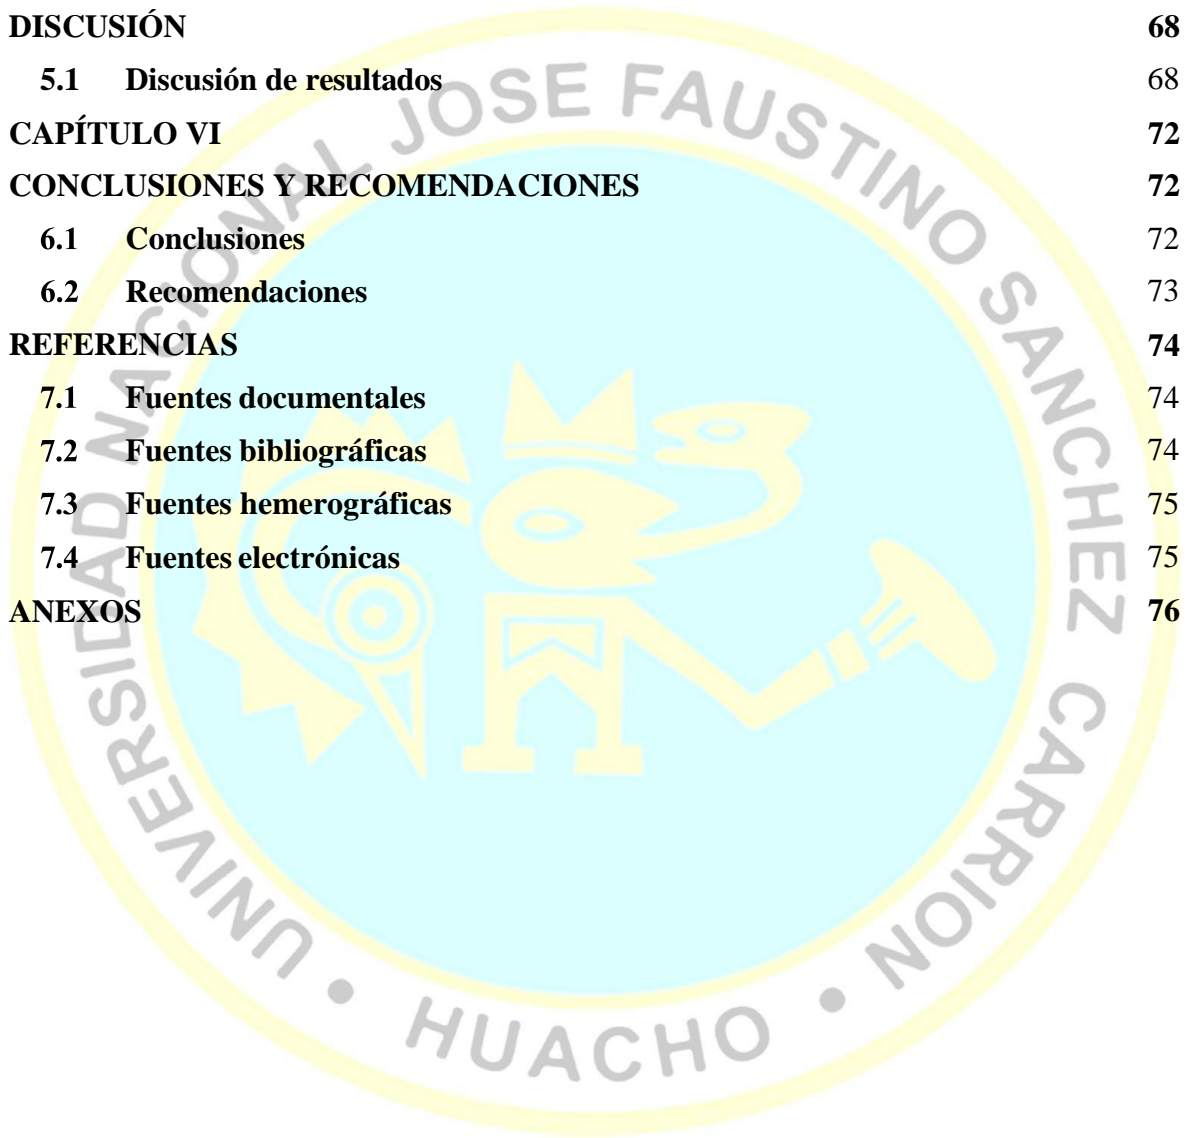 DISCUSIÓN 68
5.1 Discusión de resultados 68
CAPÍTULO VI 72
CONCLUSIONES Y RECOMENDACIONES 72
6.1 Conclusiones 72
6.2 Recomendaciones 73
REFERENCIAS 74
7.1 Fuentes documentales 74
7.2 Fuentes bibliográficas 74
7.3 Fuentes hemerográficas 75
7.4 Fuentes electrónicas 75
ANEXOS 76
UNIVERSIDAD NACIONAL JOSE FAUSTINO SANCHEZ CARRION • HUACHO •